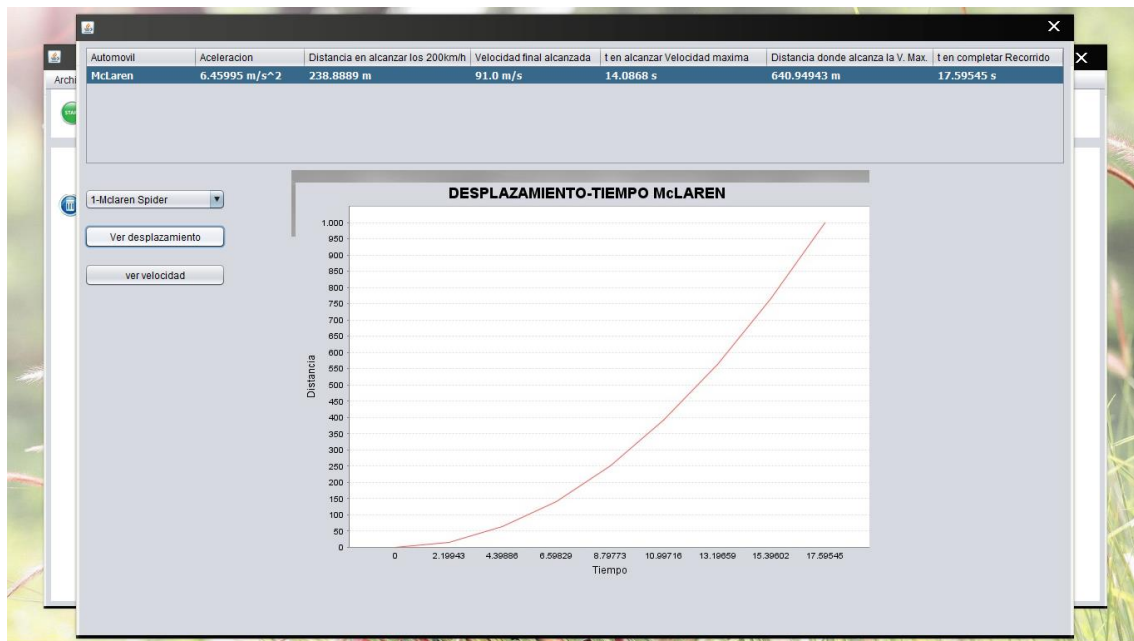 Automovil Aceleracion Distancia en alcanzar los 200km/h Velocidad final alcanzada t en alcanzar Velocidad maxima Distancia donde alcanza la V. Max. t en completar Recorrido
McLaren 6.45995 m/s^2 238.8889 m 91.0 m/s 14.0868 s 640.94943 m 17.59545 s
Archi
1-Mclaren Spider
Ver desplazamiento
ver velocidad
DESPLAZAMIENTO-TIEMPO McLAREN
Distancia
1.000
950
900
850
800
750
700
650
600
550
500
450
400
350
300
250
200
150
100
50
0
0 2.19943 4.39886 6.59829 8.79773 10.99716 13.19659 15.39602 17.59545
Tiempo